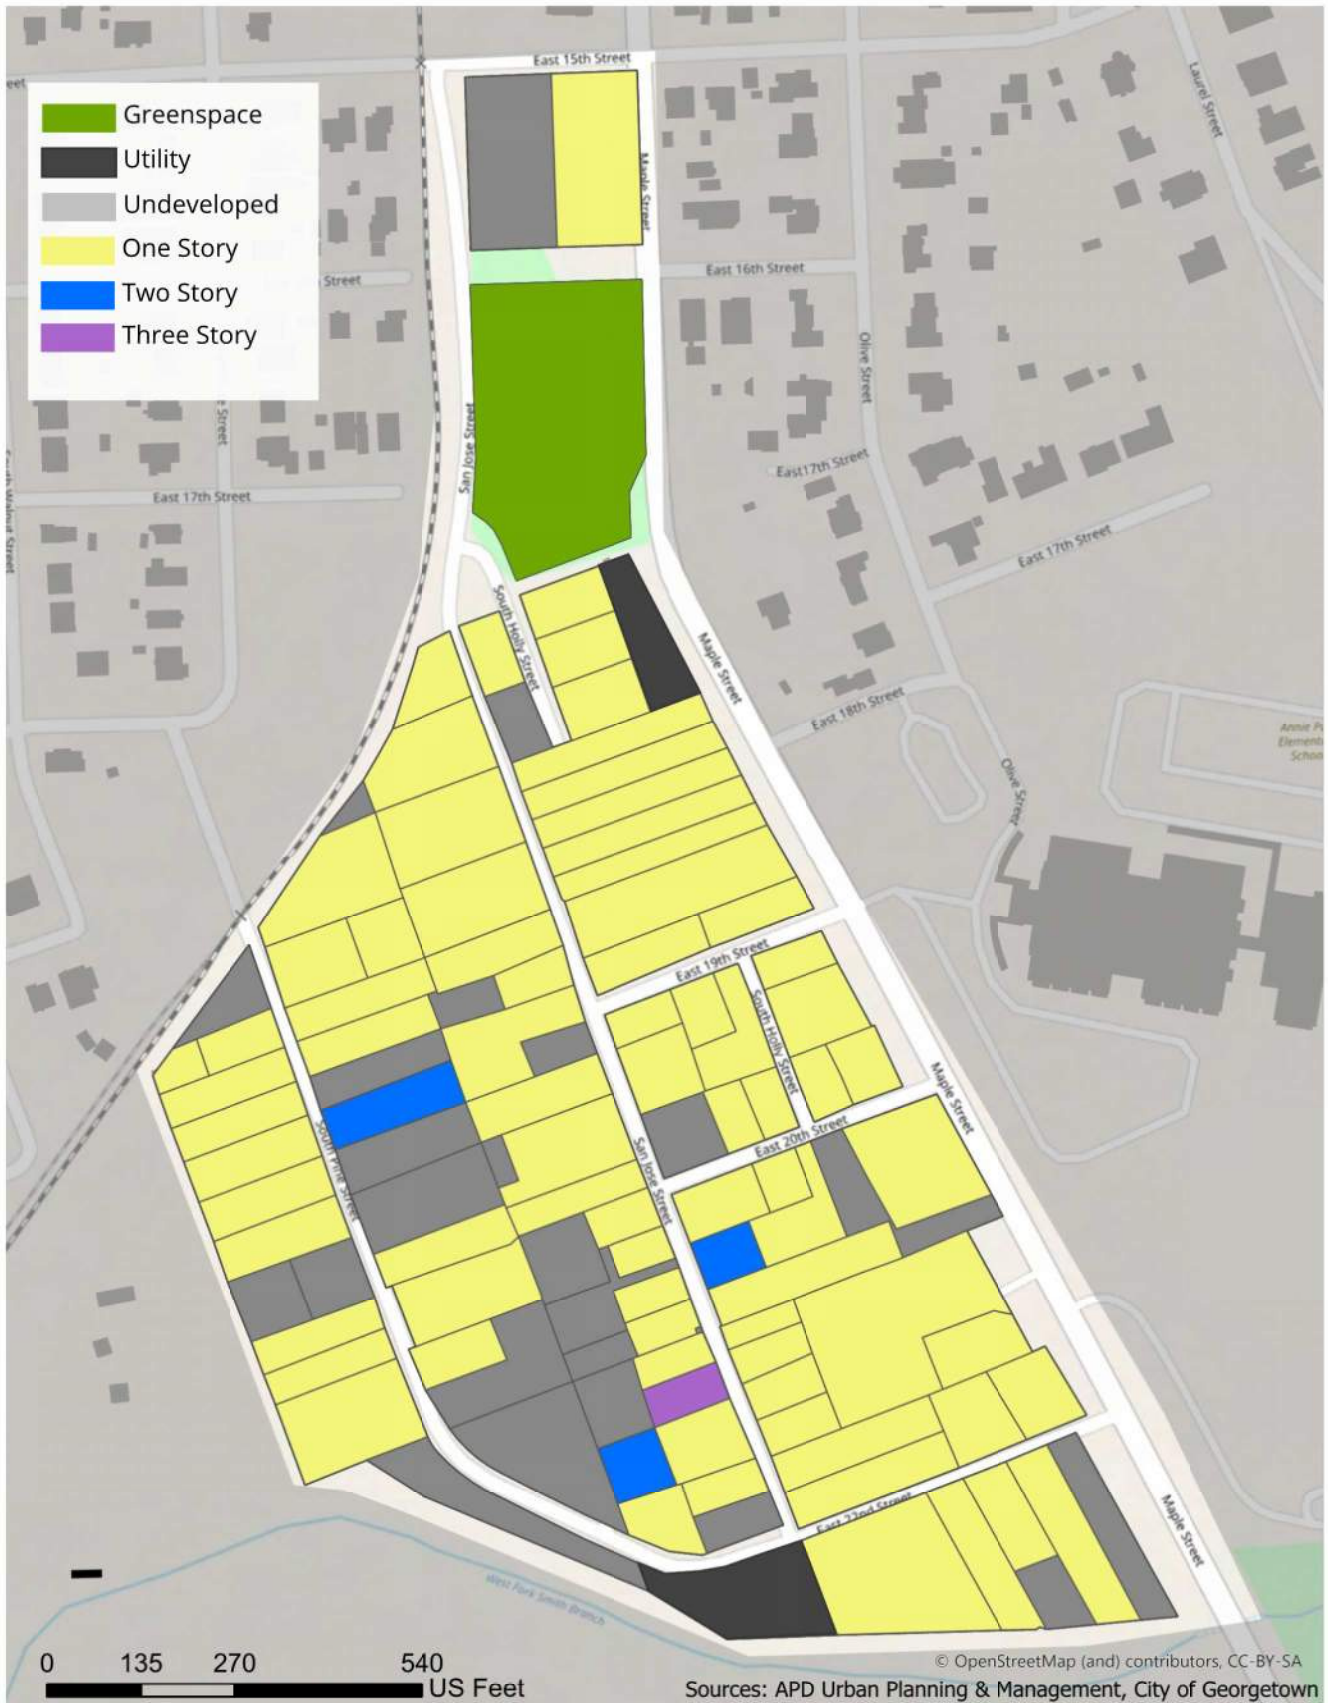 East 15th Street
Laurel Street
Greenspace
Utility
Undeveloped
One Story
Two Story
Three Story
Maple Street
East 16th Street
Street
Olive Street
San Jose Street
East 17th Street
East17th Street
East 17th Street
South Walnut Street
South Holly Street
Maple Street
East 18th Street
Olive Street
East 19th Street
South Holly Street
Maple Street
East 20th Street
South Pine Street
San Jose Street
East 22nd Street
Maple Street
West Fork Smith Branch
0 135 270 540
US Feet
© OpenStreetMap (and) contributors, CC-BY-SA
Sources: APD Urban Planning & Management, City of Georgetown